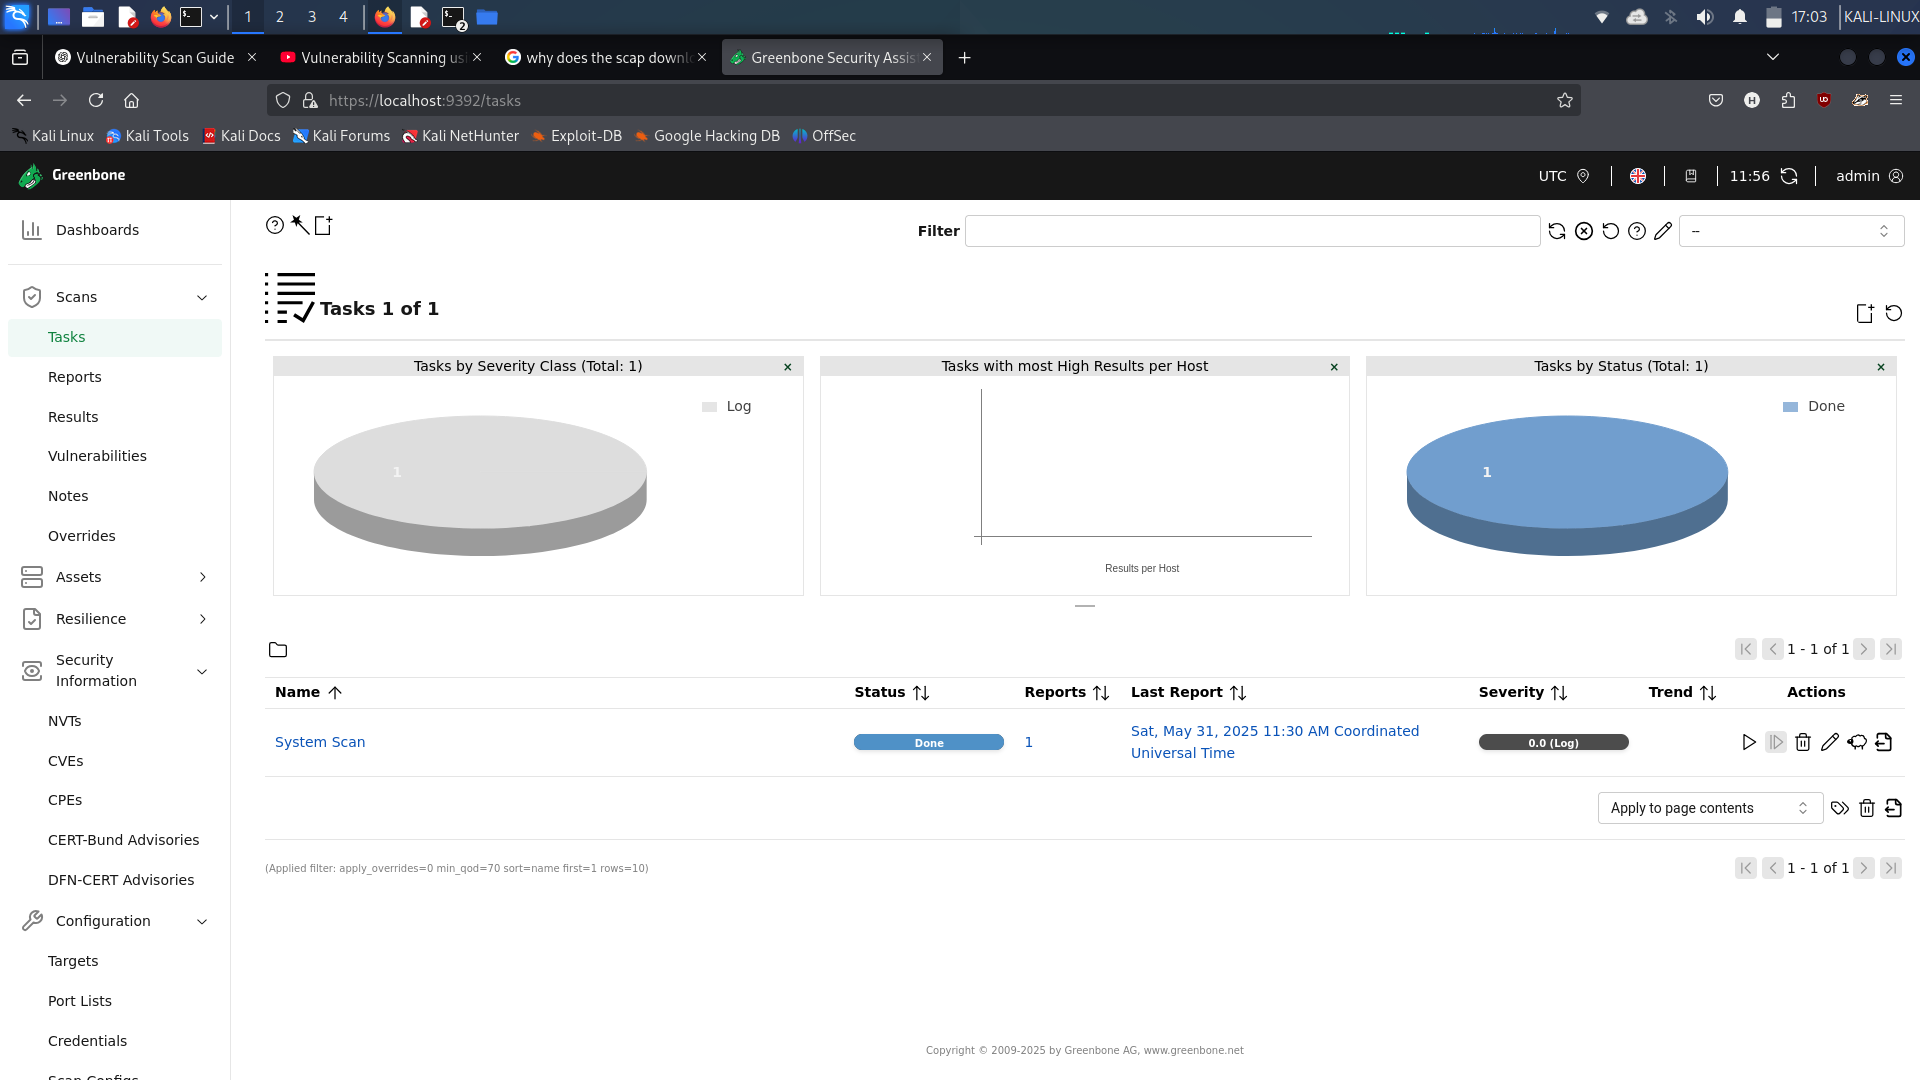 1 2 3 4
2
17:03 KALI-LINUX
Vulnerability Scan Guide
Vulnerability Scanning us
why does the scap downl
Greenbone Security Assis
https://localhost:9392/tasks
Kali Linux Kali Tools Kali Docs Kali Forums Kali NetHunter Exploit-DB Google Hacking DB OffSec
Greenbone
UTC 11:56 admin
Dashboards
Scans
Tasks
Reports
Results
Vulnerabilities
Notes
Overrides
Assets
Resilience
Security
Information
NVTs
CVEs
CPEs
CERT-Bund Advisories
DFN-CERT Advisories
Configuration
Targets
Port Lists
Credentials
Scan Configs
Filter
--
Tasks 1 of 1
Tasks by Severity Class (Total: 1)
Log
1
Tasks with most High Results per Host
Results per Host
Tasks by Status (Total: 1)
Done
1
1 - 1 of 1
Name Status Reports Last Report Severity Trend Actions
System Scan Done 1 Sat, May 31, 2025 11:30 AM Coordinated
Universal Time
0.0 (Log)
Apply to page contents
(Applied filter: apply_overrides=0 min_qod=70 sort=name first=1 rows=10)
1 - 1 of 1
Copyright © 2009-2025 by Greenbone AG, www.greenbone.net